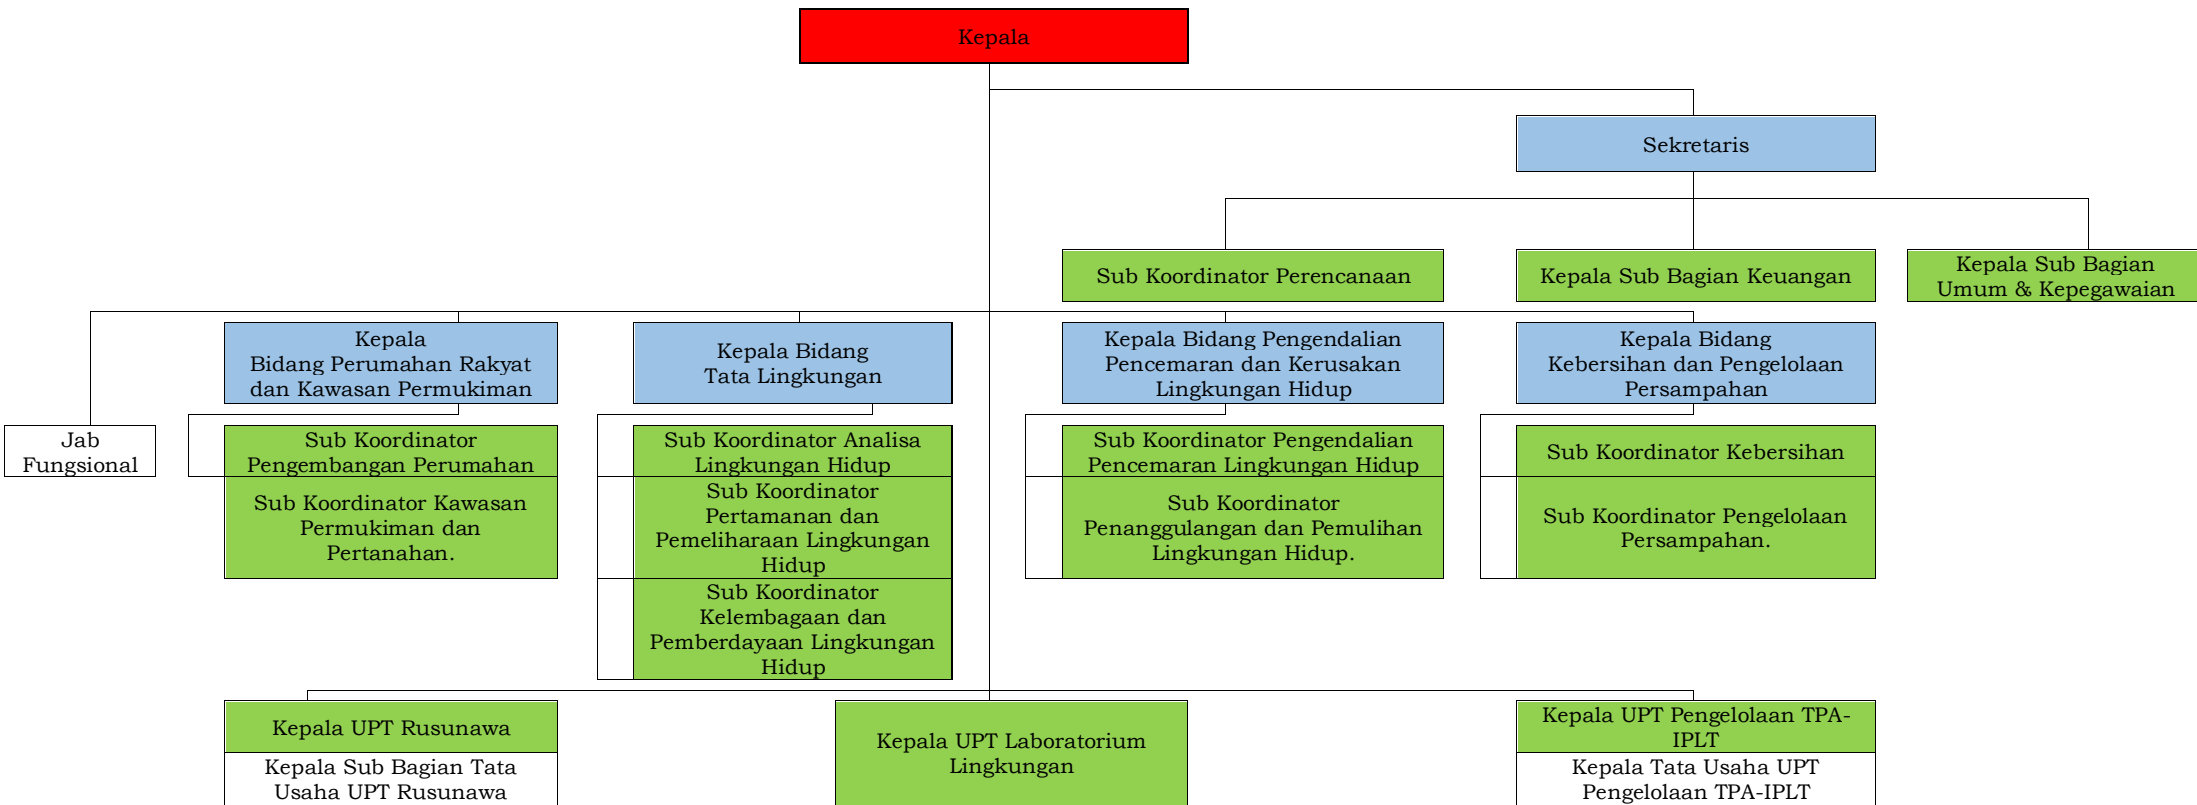 Kepala
Sekretaris
Sub Koordinator Perencanaan
Kepala Sub Bagian Keuangan
Kepala Sub Bagian
Umum & Kepegawaian
Kepala
Bidang Perumahan Rakyat
dan Kawasan Permukiman
Kepala Bidang
Tata Lingkungan
Kepala Bidang Pengendalian
Pencemaran dan Kerusakan
Lingkungan Hidup
Kepala Bidang
Kebersihan dan Pengelolaan
Persampahan
Jab
Fungsional
Sub Koordinator
Pengembangan Perumahan
Sub Koordinator Kawasan
Permukiman dan
Pertanahan.
Sub Koordinator Analisa
Lingkungan Hidup
Sub Koordinator
Pertamanan dan
Pemeliharaan Lingkungan
Hidup
Sub Koordinator
Kelembagaan dan
Pemberdayaan Lingkungan
Hidup
Sub Koordinator Pengendalian
Pencemaran Lingkungan Hidup
Sub Koordinator
Penanggulangan dan Pemulihan
Lingkungan Hidup.
Sub Koordinator Kebersihan
Sub Koordinator Pengelolaan
Persampahan.
Kepala UPT Rusunawa
Kepala Sub Bagian Tata
Usaha UPT Rusunawa
Kepala UPT Laboratorium
Lingkungan
Kepala UPT Pengelolaan TPA-
IPLT
Kepala Tata Usaha UPT
Pengelolaan TPA-IPLT